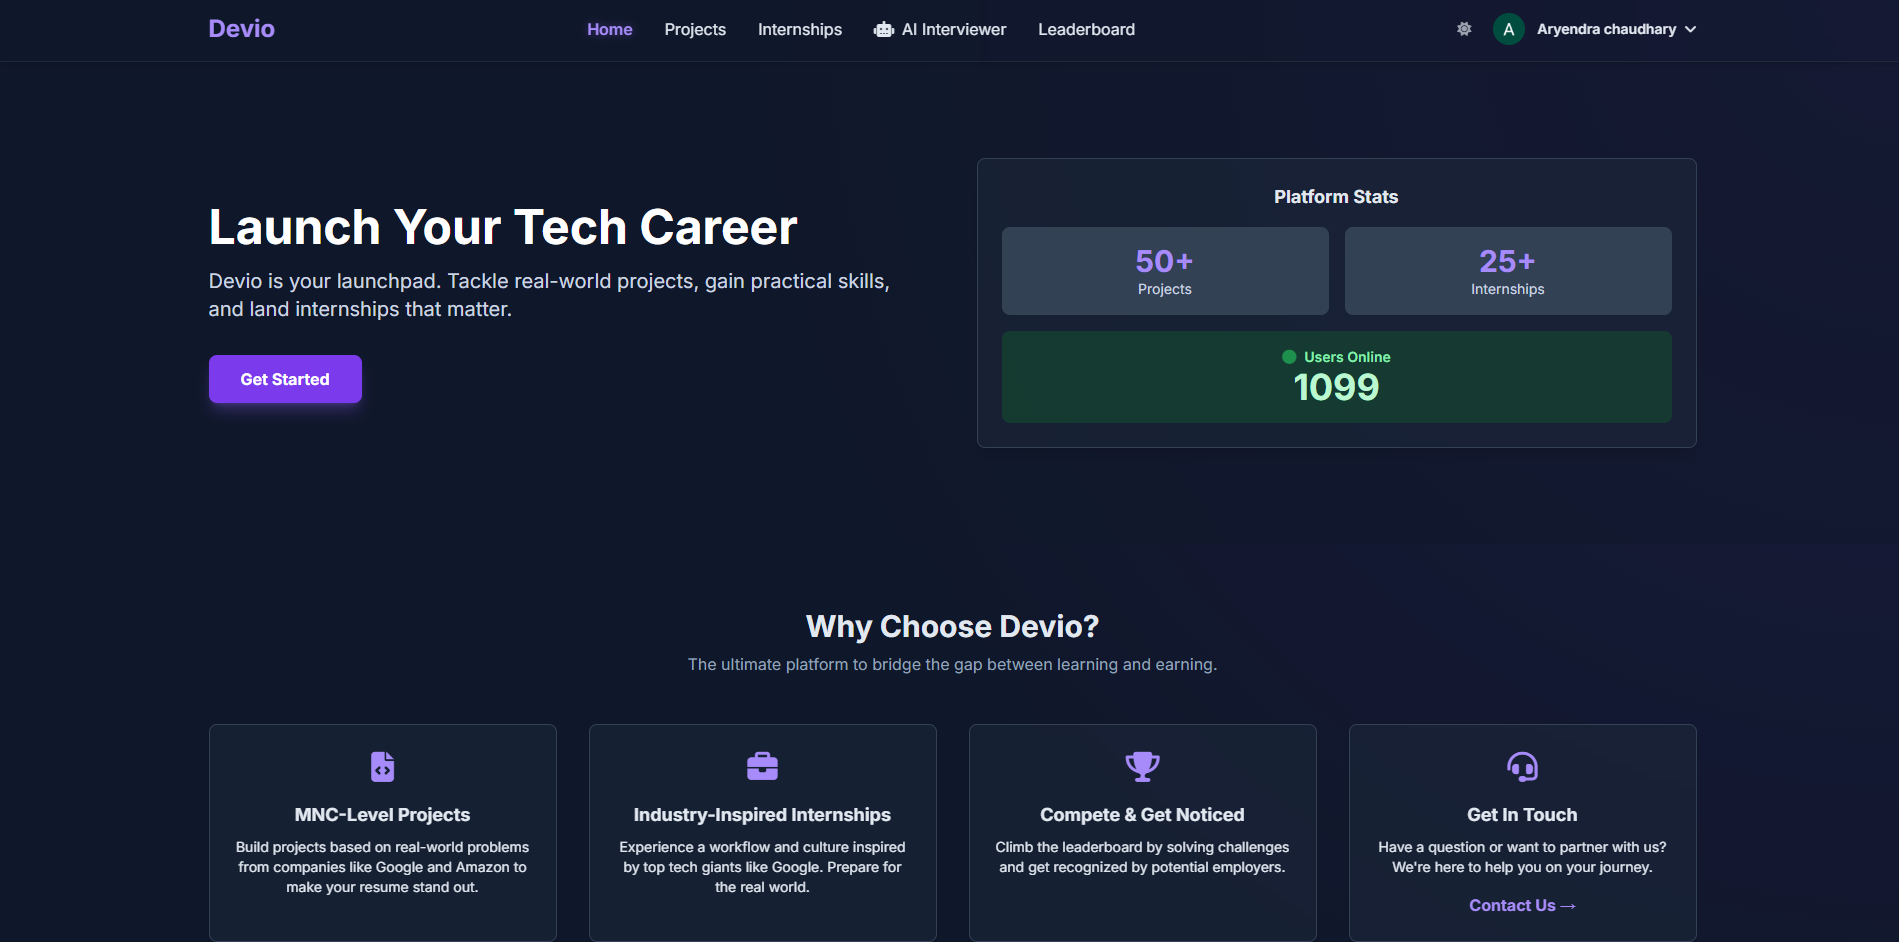 Devio
Home
Projects
Internships
AI Interviewer
Leaderboard
A
Aryendra chaudhary
Launch Your Tech Career
Devio is your launchpad. Tackle real-world projects, gain practical skills,
and land internships that matter.
Get Started
Platform Stats
50+
Projects
25+
Internships
Users Online
1099
Why Choose Devio?
The ultimate platform to bridge the gap between learning and earning.
MNC-Level Projects
Build projects based on real-world problems
from companies like Google and Amazon to
make your resume stand out.
Industry-Inspired Internships
Experience a workflow and culture inspired
by top tech giants like Google. Prepare for
the real world.
Compete & Get Noticed
Climb the leaderboard by solving challenges
and get recognized by potential employers.
Get In Touch
Have a question or want to partner with us?
We're here to help you on your journey.
Contact Us →